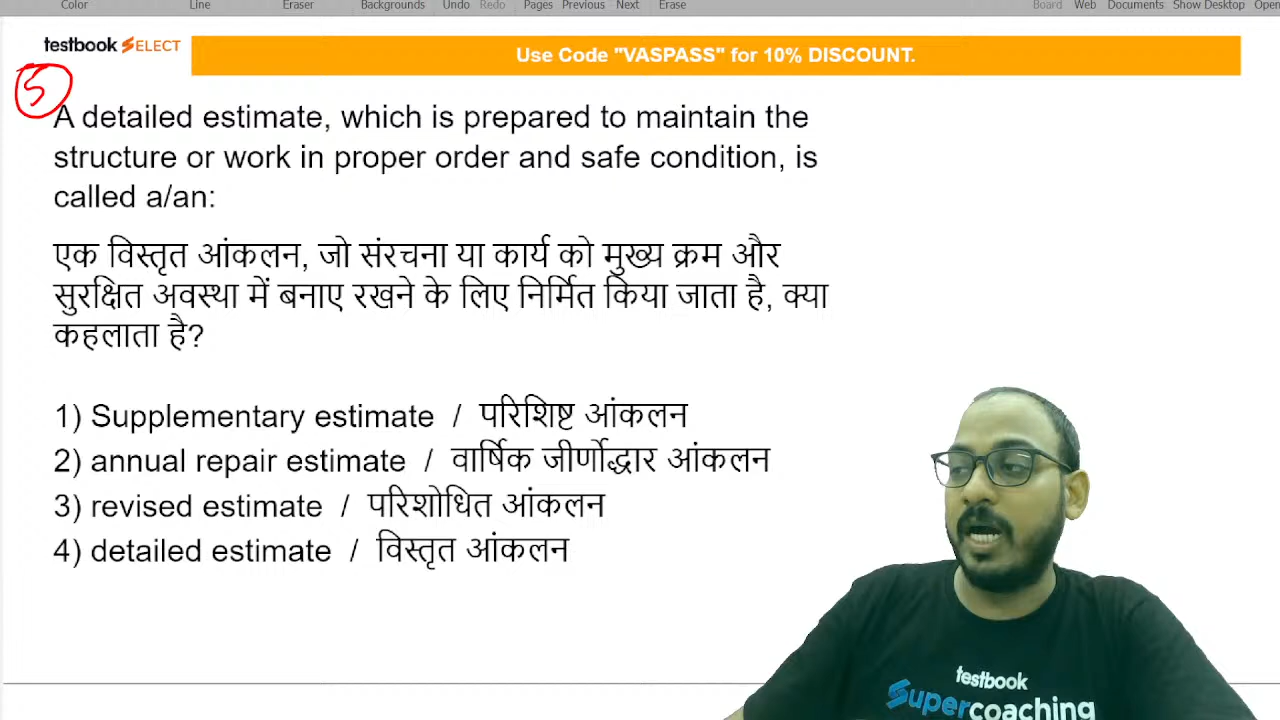 Color Line Eraser Backgrounds Undo Redo Pages Previous Next Erase Board Web Documents Show Desktop Open
testbook SELECT
Use Code "VASPASS" for 10% DISCOUNT.
5
A detailed estimate, which is prepared to maintain the
structure or work in proper order and safe condition, is
called a/an:
एक विस्तृत आंकलन, जो संरचना या कार्य को मुख्य क्रम और
सुरक्षित अवस्था में बनाए रखने के लिए निर्मित किया जाता है, क्या
कहलाता है?
1) Supplementary estimate / परिशिष्ट आंकलन
2) annual repair estimate / वार्षिक जीर्णोद्धार आंकलन
3) revised estimate / परिशोधित आंकलन
4) detailed estimate / विस्तृत आंकलन
testbook
Supercoaching